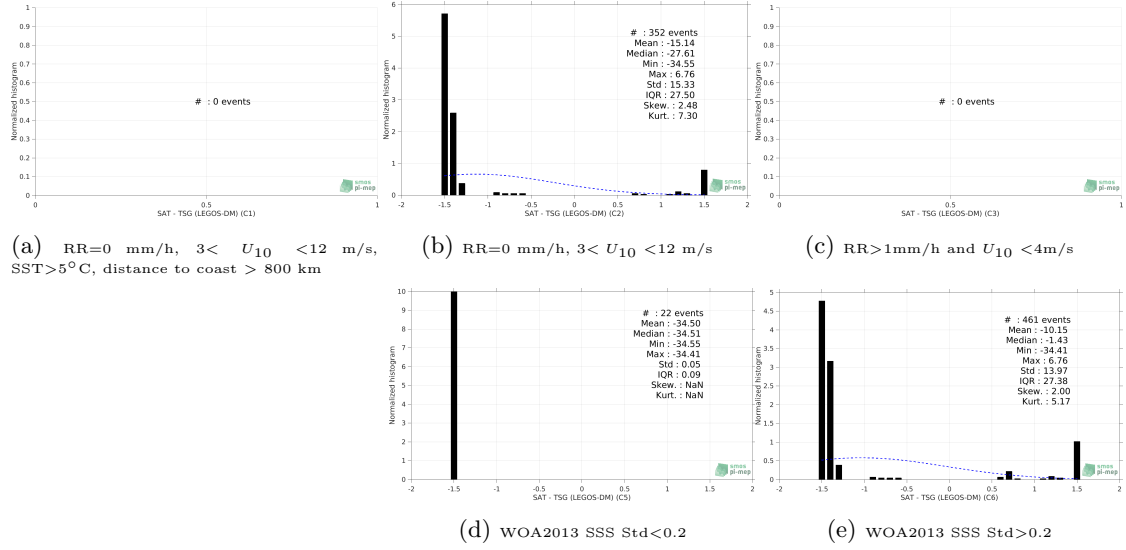 1
0.9
0.8
0.7
0.6
0.5
0.4
0.3
0.2
0.1
0
Normalized histogram
# : 0 events
smos
pi-mep
0 0.5 1
SAT - TSG (LEGOS-DM) (C1)
(a) RR=0 mm/h, 3< U10 <12 m/s,
SST>5°C, distance to coast > 800 km
6
5
4
3
2
1
0
Normalized histogram
# : 352 events
Mean : -15.14
Median : -27.61
Min : -34.55
Max : 6.76
Std : 15.33
IQR : 27.50
Skew. : 2.48
Kurt. : 7.30
smos
pi-mep
-2 -1.5 -1 -0.5 0 0.5 1 1.5 2
SAT - TSG (LEGOS-DM) (C2)
(b) RR=0 mm/h, 3< U10 <12 m/s
1
0.9
0.8
0.7
0.6
0.5
0.4
0.3
0.2
0.1
0
Normalized histogram
# : 0 events
smos
pi-mep
0 0.5 1
SAT - TSG (LEGOS-DM) (C3)
(c) RR>1mm/h and U10 <4m/s
10
9
8
7
6
5
4
3
2
1
0
Normalized histogram
# : 22 events
Mean : -34.50
Median : -34.51
Min : -34.55
Max : -34.41
Std : 0.05
IQR : 0.09
Skew. : NaN
Kurt. : NaN
smos
pi-mep
-2 -1.5 -1 -0.5 0 0.5 1 1.5 2
SAT - TSG (LEGOS-DM) (C5)
(d) WOA2013 SSS Std<0.2
5
4.5
4
3.5
3
2.5
2
1.5
1
0.5
0
Normalized histogram
# : 461 events
Mean : -10.15
Median : -1.43
Min : -34.41
Max : 6.76
Std : 13.97
IQR : 27.38
Skew. : 2.00
Kurt. : 5.17
smos
pi-mep
-2 -1.5 -1 -0.5 0 0.5 1 1.5 2
SAT - TSG (LEGOS-DM) (C6)
(e) WOA2013 SSS Std>0.2